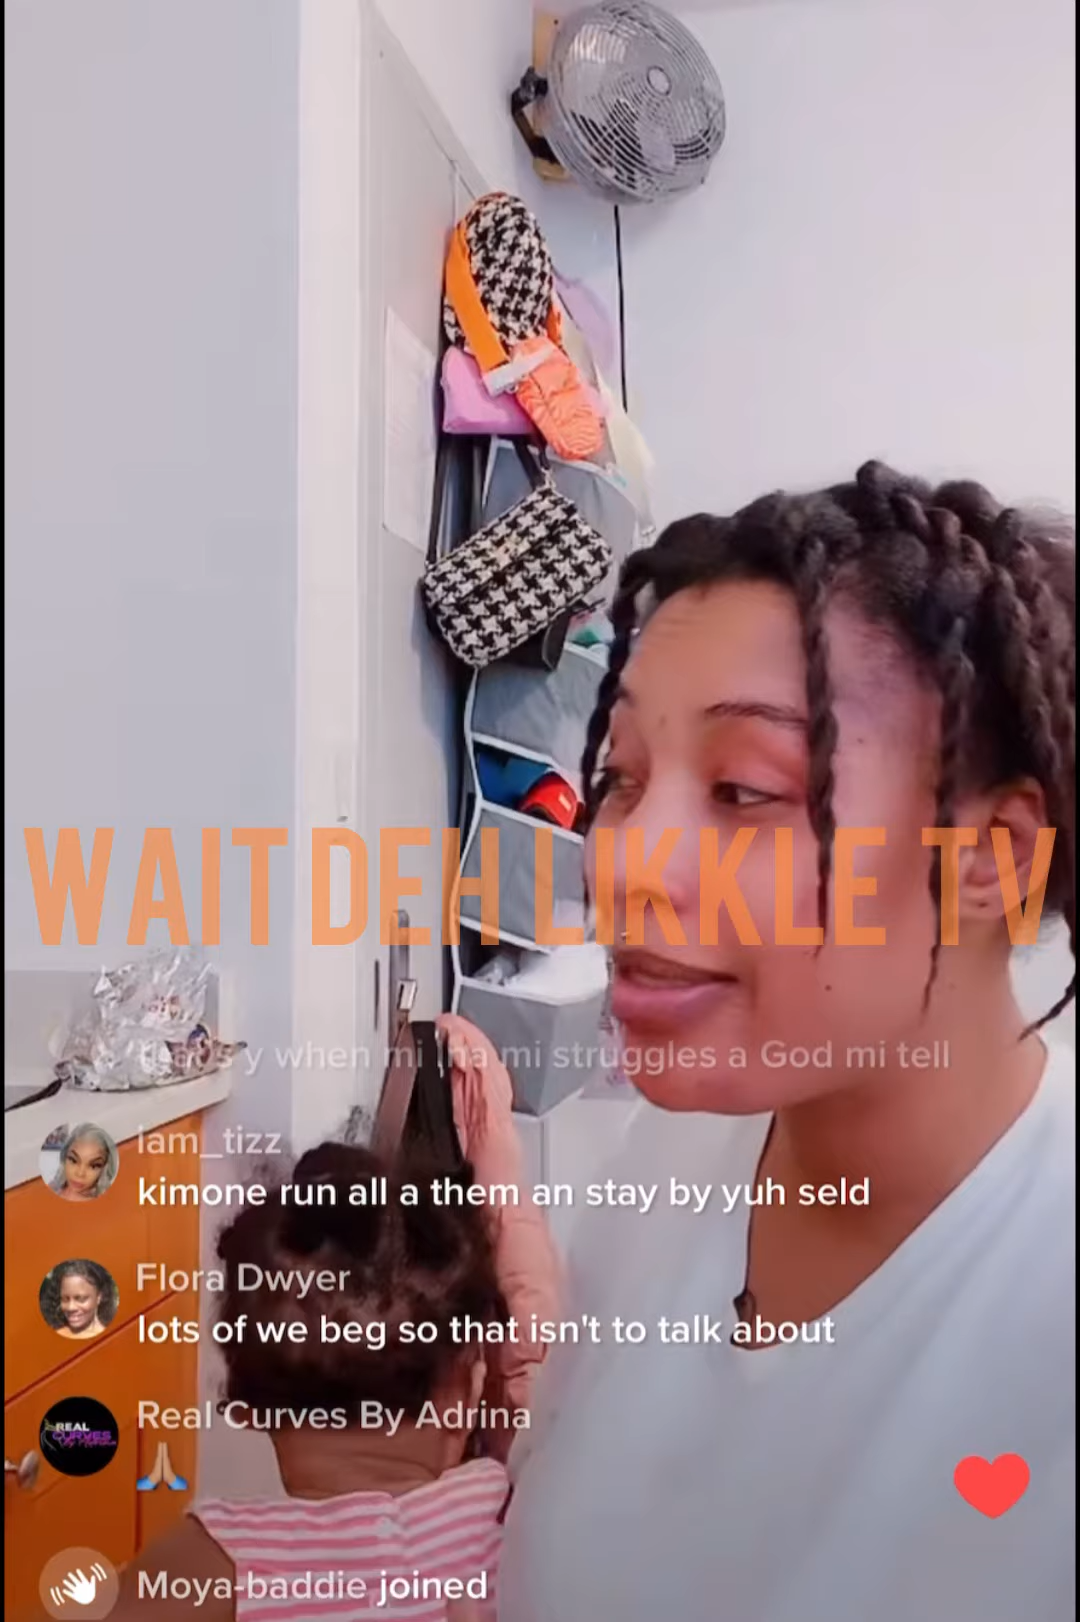 WAIT DEH LIKKLE TV
y when mi mi struggles a God mi tell
iam_tizz
kimone run all a them an stay by yuh seld
Flora Dwyer
lots of we beg so that isn't to talk about
REAL CURVES
Real Curves By Adrina
🙏🏼
Moya-baddie joined